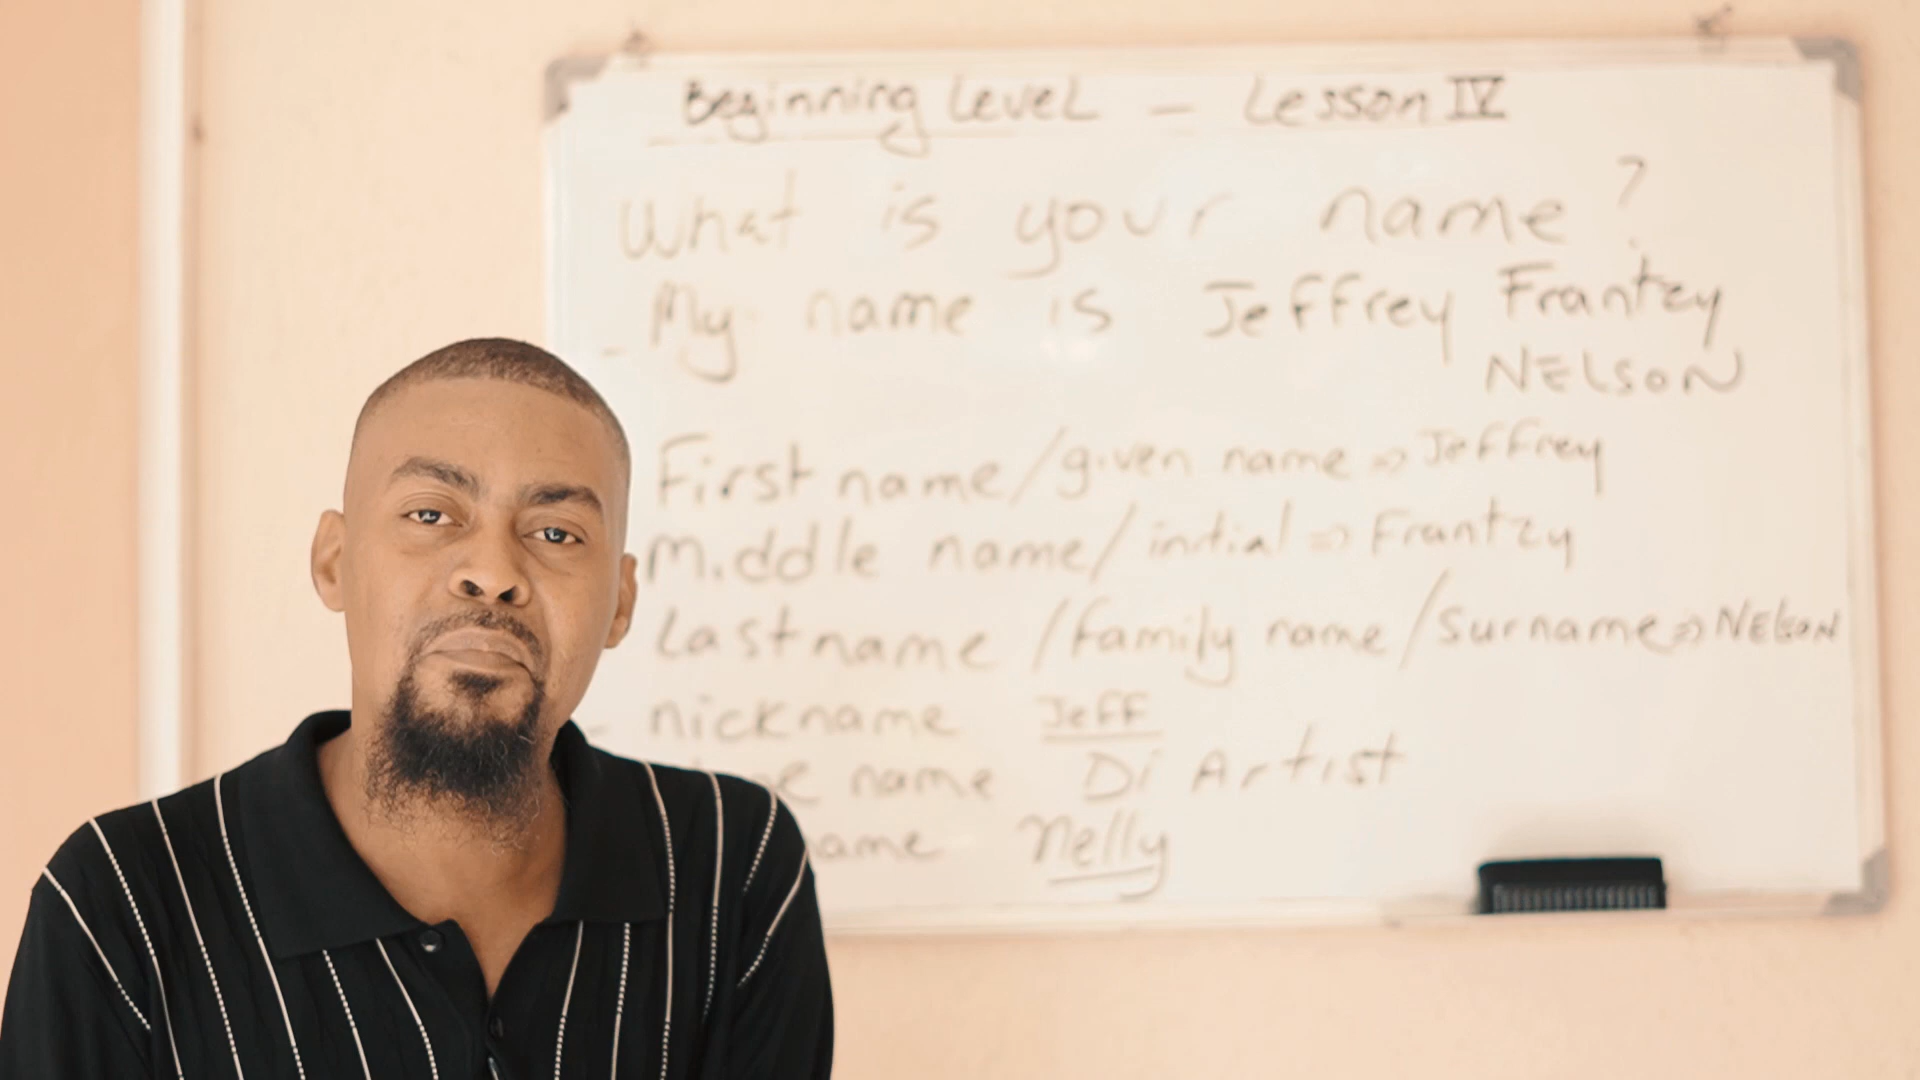 Beginning Level — Lesson IV
What is your name ?
- My name is Jeffrey Frantzy
NELSON
First name/given name => Jeffrey
Middle name/initial => Frantzy
Last name /family name /Surname => NELSON
- nickname Jeff
name Di Artist
name Nelly